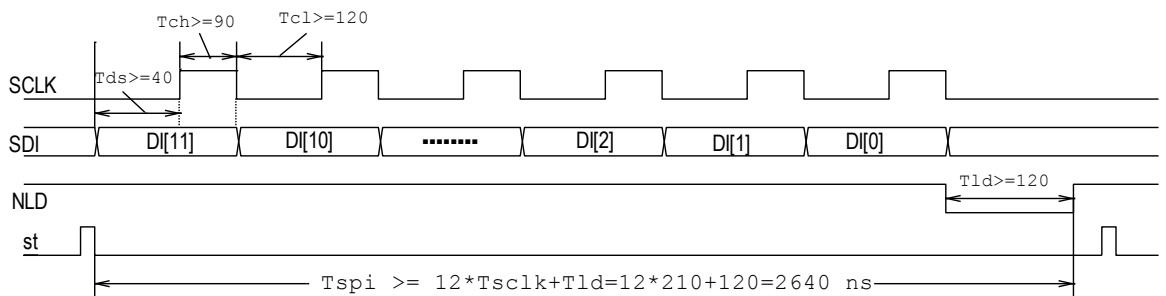 Tch>=90 Tcl>=120
Tds>=40
SCLK
SDI DI[11] DI[10] ........ DI[2] DI[1] DI[0]
Tld>=120
NLD
st
Tspi >= 12*Tsclk+Tld=12*210+120=2640 ns